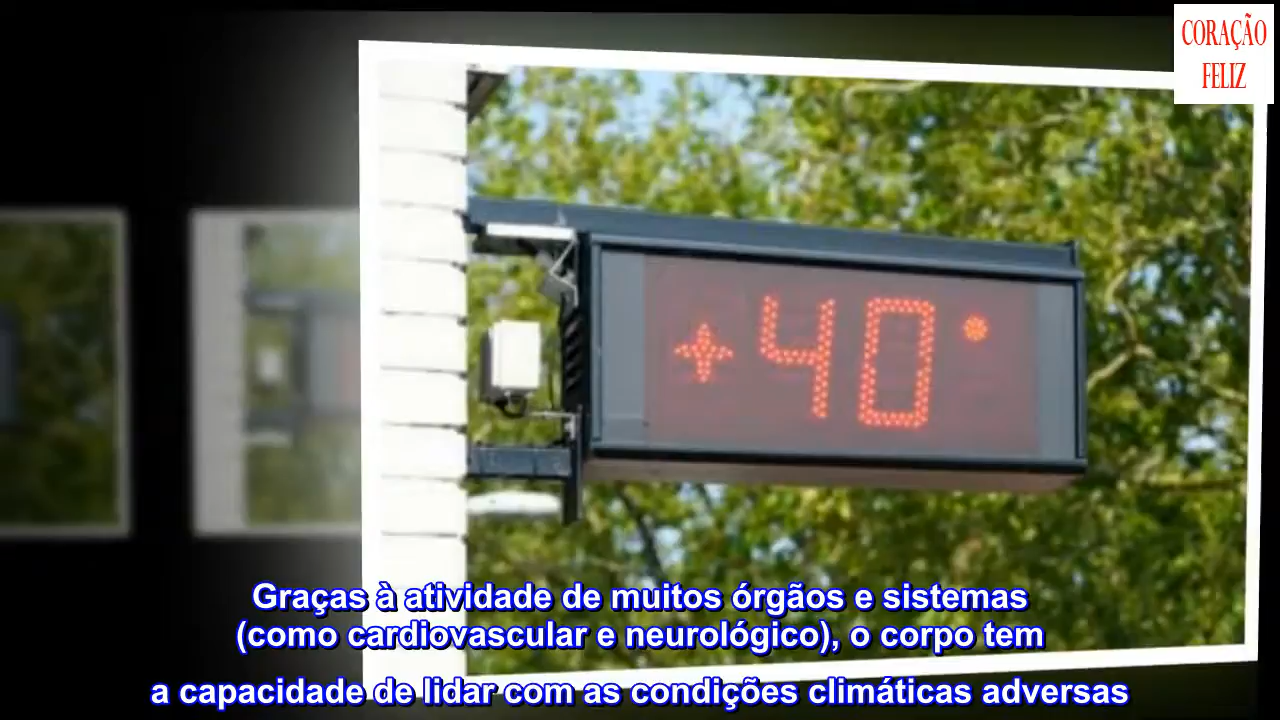 CORAÇÃO
FELIZ
+40°
Graças à atividade de muitos órgãos e sistemas
(como cardiovascular e neurológico), o corpo tem
a capacidade de lidar com as condições climáticas adversas